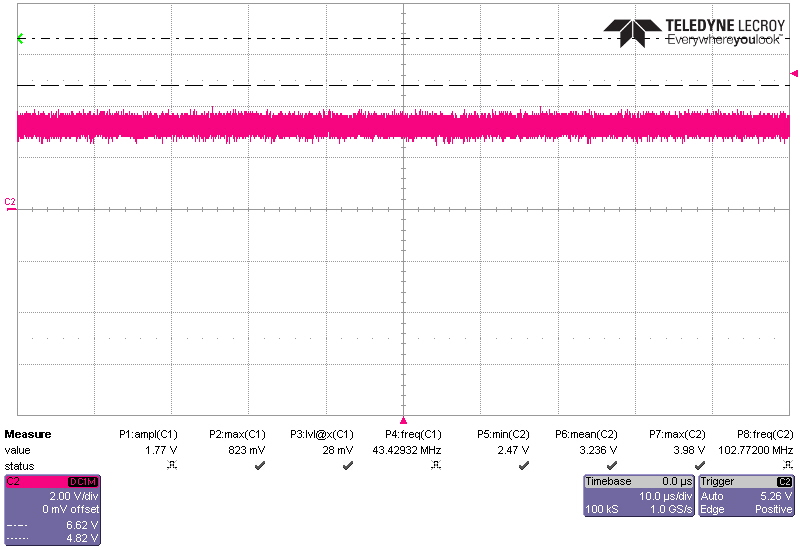 TELEDYNE LECROY
Everywhereyoulook™
C2
Measure P1:ampl(C1) P2:max(C1) P3:lvl@x(C1) P4:freq(C1) P5:min(C2) P6:mean(C2) P7:max(C2) P8:freq(C2)
value 1.77 V 823 mV 28 mV 43.42932 MHz 2.47 V 3.236 V 3.98 V 102.77200 MHz
status
C2 DC1M
2.00 V/div
0 mV offset
6.62 V
4.82 V
Timebase 0.0 µs
10.0 µs/div
100 kS 1.0 GS/s
Trigger C2
Auto 5.26 V
Edge Positive